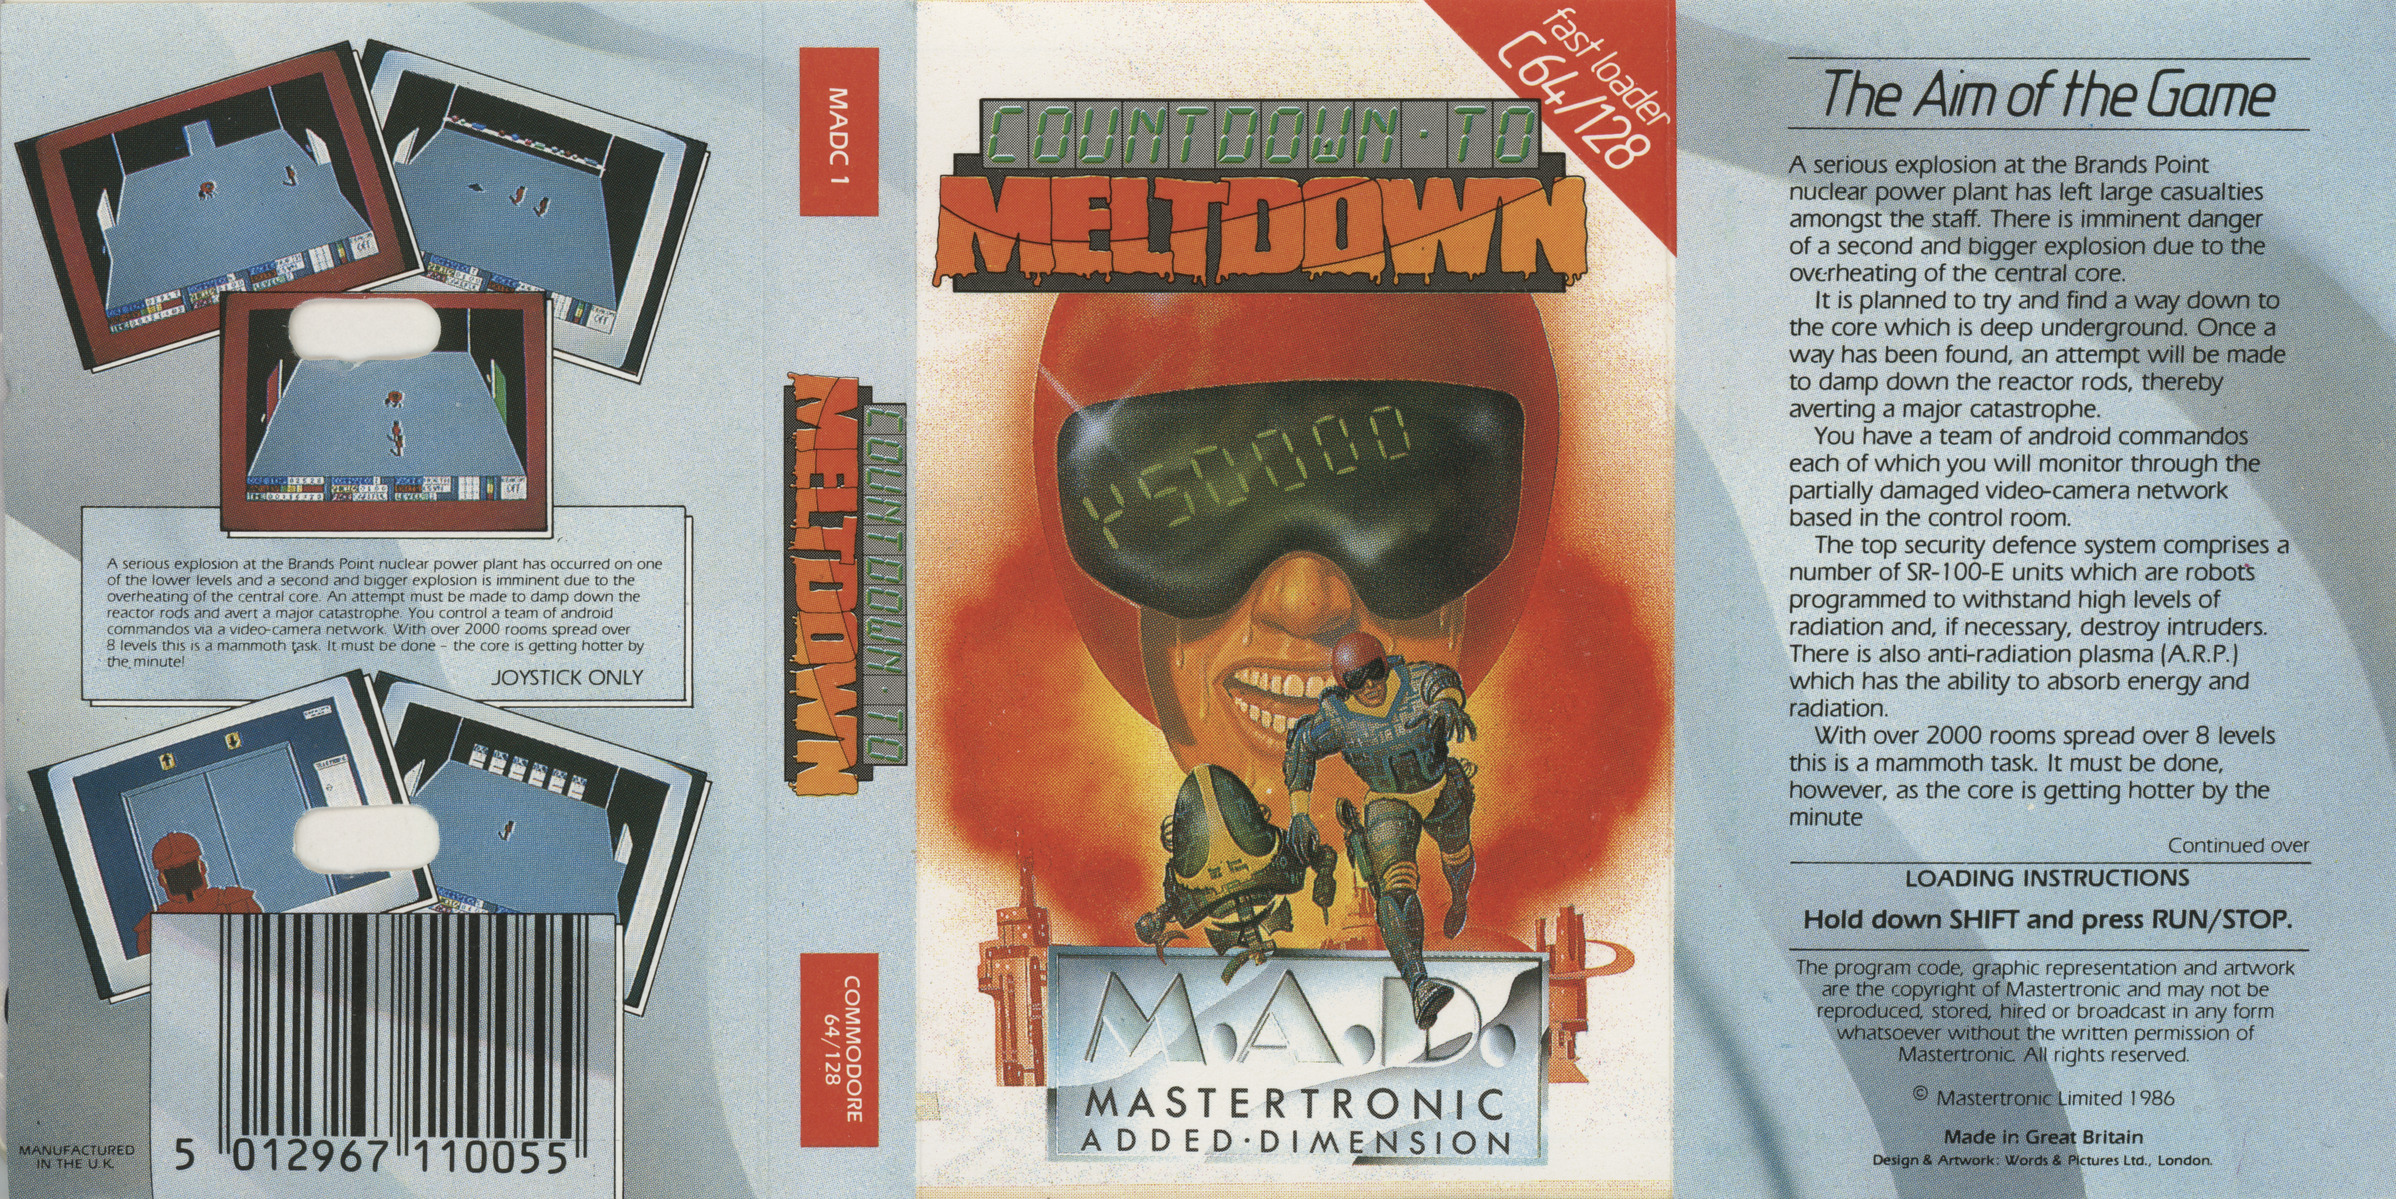 A serious explosion at the Brands Point nuclear power plant has occurred on one
of the lower levels and a second and bigger explosion is imminent due to the
overheating of the central core. An attempt must be made to damp down the
reactor rods and avert a major catastrophe. You control a team of android
commandos via a video-camera network. With over 2000 rooms spread over
8 levels this is a mammoth task. It must be done – the core is getting hotter by
the minute!
JOYSTICK ONLY
MANUFACTURED
IN THE U.K.
5 012967 110055
MADC 1
COUNTDOWN·TO
MELTDOWN
COMMODORE
64/128
fast loader
C64/128
COUNTDOWN·TO
MELTDOWN
M.A.D.
MASTERTRONIC
ADDED·DIMENSION
The Aim of the Game
A serious explosion at the Brands Point
nuclear power plant has left large casualties
amongst the staff. There is imminent danger
of a second and bigger explosion due to the
overheating of the central core.
It is planned to try and find a way down to
the core which is deep underground. Once a
way has been found, an attempt will be made
to damp down the reactor rods, thereby
averting a major catastrophe.
You have a team of android commandos
each of which you will monitor through the
partially damaged video-camera network
based in the control room.
The top security defence system comprises a
number of SR-100-E units which are robots
programmed to withstand high levels of
radiation and, if necessary, destroy intruders.
There is also anti-radiation plasma (A.R.P.)
which has the ability to absorb energy and
radiation.
With over 2000 rooms spread over 8 levels
this is a mammoth task. It must be done,
however, as the core is getting hotter by the
minute
Continued over
LOADING INSTRUCTIONS
Hold down SHIFT and press RUN/STOP.
The program code, graphic representation and artwork
are the copyright of Mastertronic and may not be
reproduced, stored, hired or broadcast in any form
whatsoever without the written permission of
Mastertronic. All rights reserved.
© Mastertronic Limited 1986
Made in Great Britain
Design & Artwork: Words & Pictures Ltd., London.